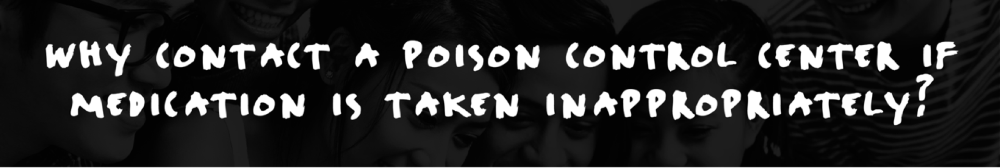 WHY CONTACT A POISON CONTROL CENTER IF
MEDICATION IS TAKEN INAPPROPRIATELY?